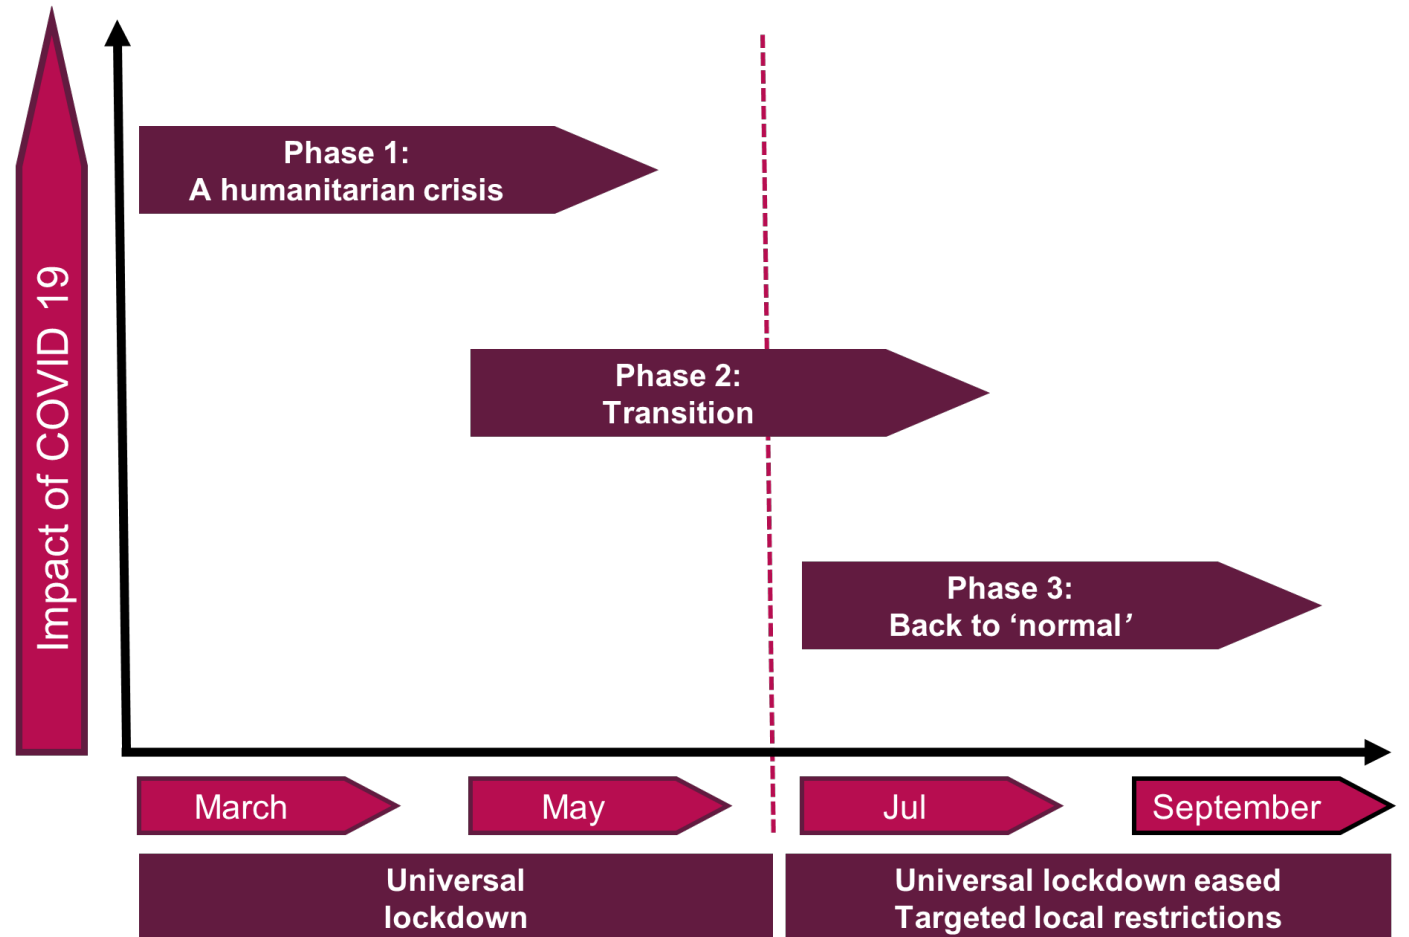 Impact of COVID 19
Phase 1:
A humanitarian crisis
Phase 2:
Transition
Phase 3:
Back to ‘normal’
March
May
Jul
September
Universal
lockdown
Universal lockdown eased
Targeted local restrictions